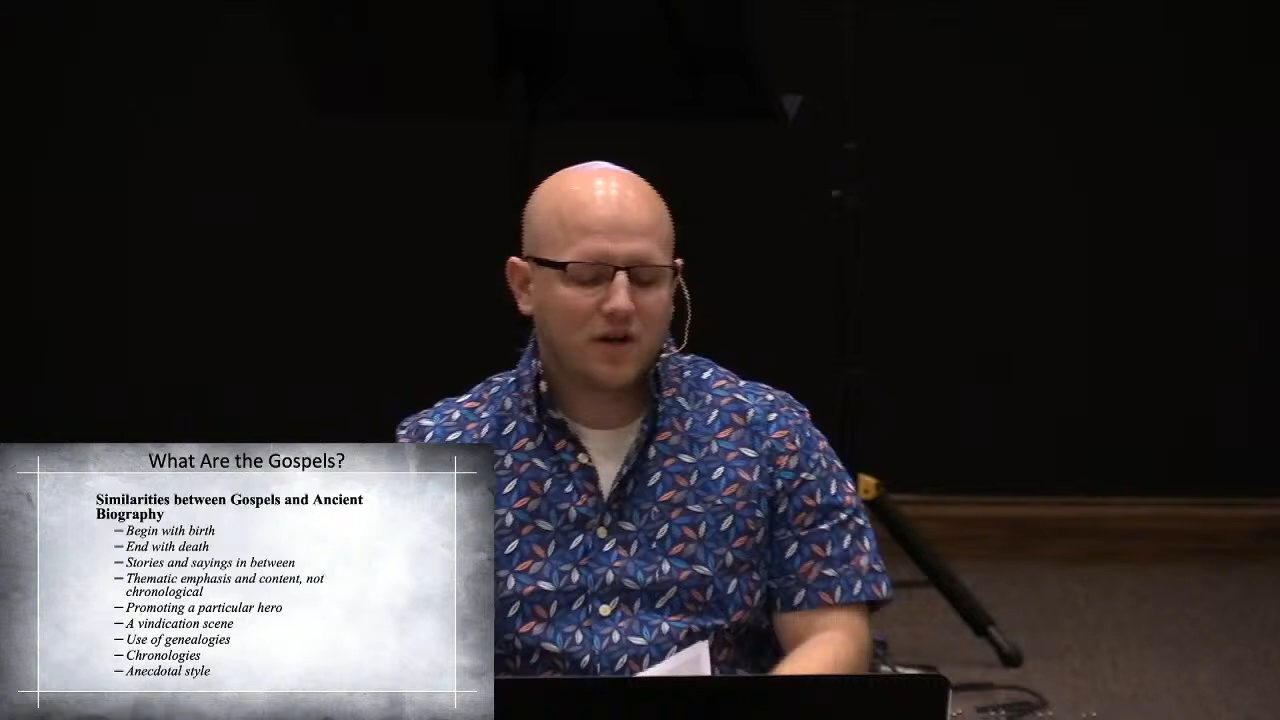 What Are the Gospels?
Similarities between Gospels and Ancient
Biography
– Begin with birth
– End with death
– Stories and sayings in between
– Thematic emphasis and content, not
chronological
– Promoting a particular hero
– A vindication scene
– Use of genealogies
– Chronologies
– Anecdotal style